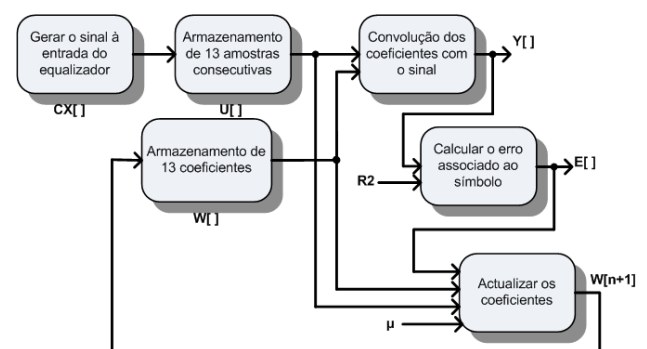 Gerar o sinal à
entrada do
equalizador
CX[ ]
Armazenamento
de 13 amostras
consecutivas
U[ ]
Convolução dos
coeficientes com
o sinal
Y[ ]
Armazenamento de
13 coeficientes
W[ ]
Calcular o erro
associado ao
símbolo
R2
E[ ]
Actualizar os
coeficientes
W[n+1]
μ